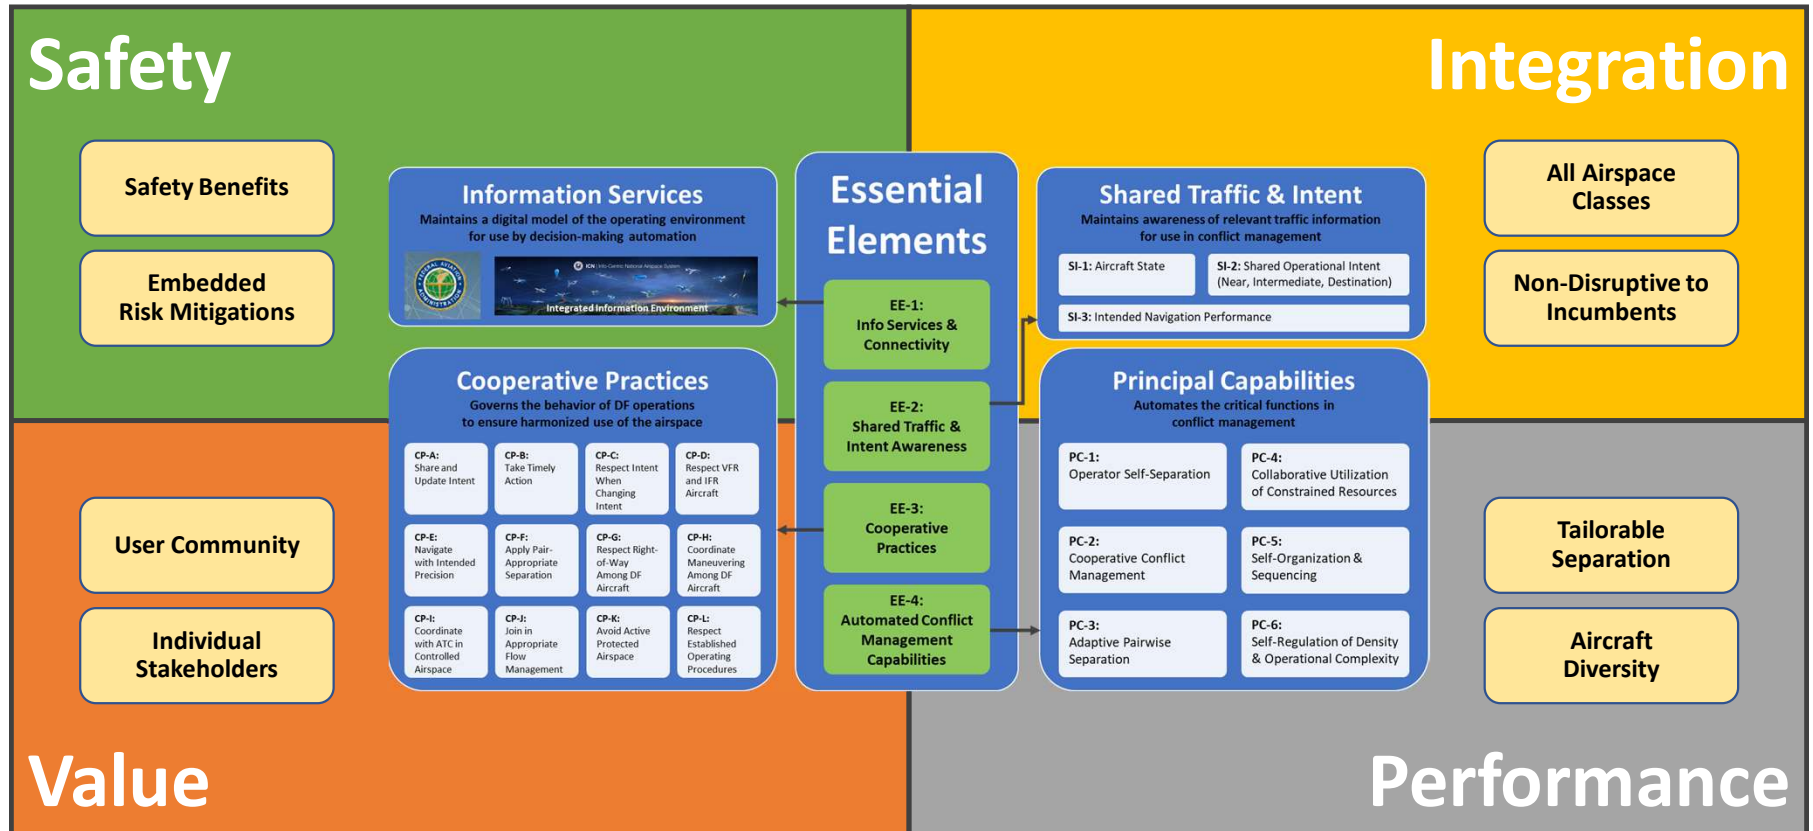 Safety
Integration
Safety Benefits
Embedded
Risk Mitigations
Information Services
Maintains a digital model of the operating environment
for use by decision-making automation
FEDERAL AVIATION
ADMINISTRATION
ICN | Info-Centric National Airspace System
Integrated Information Environment
Essential
Elements
EE-1:
Info Services &
Connectivity
EE-2:
Shared Traffic &
Intent Awareness
EE-3:
Cooperative
Practices
EE-4:
Automated Conflict
Management
Capabilities
Shared Traffic & Intent
Maintains awareness of relevant traffic information
for use in conflict management
SI-1: Aircraft State
SI-2: Shared Operational Intent
(Near, Intermediate, Destination)
SI-3: Intended Navigation Performance
All Airspace
Classes
Non-Disruptive to
Incumbents
Cooperative Practices
Governs the behavior of DF operations
to ensure harmonized use of the airspace
CP-A:
Share and
Update Intent
CP-B:
Take Timely
Action
CP-C:
Respect Intent
When
Changing
Intent
CP-D:
Respect VFR
and IFR
Aircraft
CP-E:
Navigate
with Intended
Precision
CP-F:
Apply Pair-
Appropriate
Separation
CP-G:
Respect Right-
of-Way
Among DF
Aircraft
CP-H:
Coordinate
Maneuvering
Among DF
Aircraft
CP-I:
Coordinate
with ATC in
Controlled
Airspace
CP-J:
Join in
Appropriate
Flow
Management
CP-K:
Avoid Active
Protected
Airspace
CP-L:
Respect
Established
Operating
Procedures
Principal Capabilities
Automates the critical functions in
conflict management
PC-1:
Operator Self-Separation
PC-4:
Collaborative Utilization
of Constrained Resources
PC-2:
Cooperative Conflict
Management
PC-5:
Self-Organization &
Sequencing
PC-3:
Adaptive Pairwise
Separation
PC-6:
Self-Regulation of Density
& Operational Complexity
User Community
Individual
Stakeholders
Tailorable
Separation
Aircraft
Diversity
Value
Performance